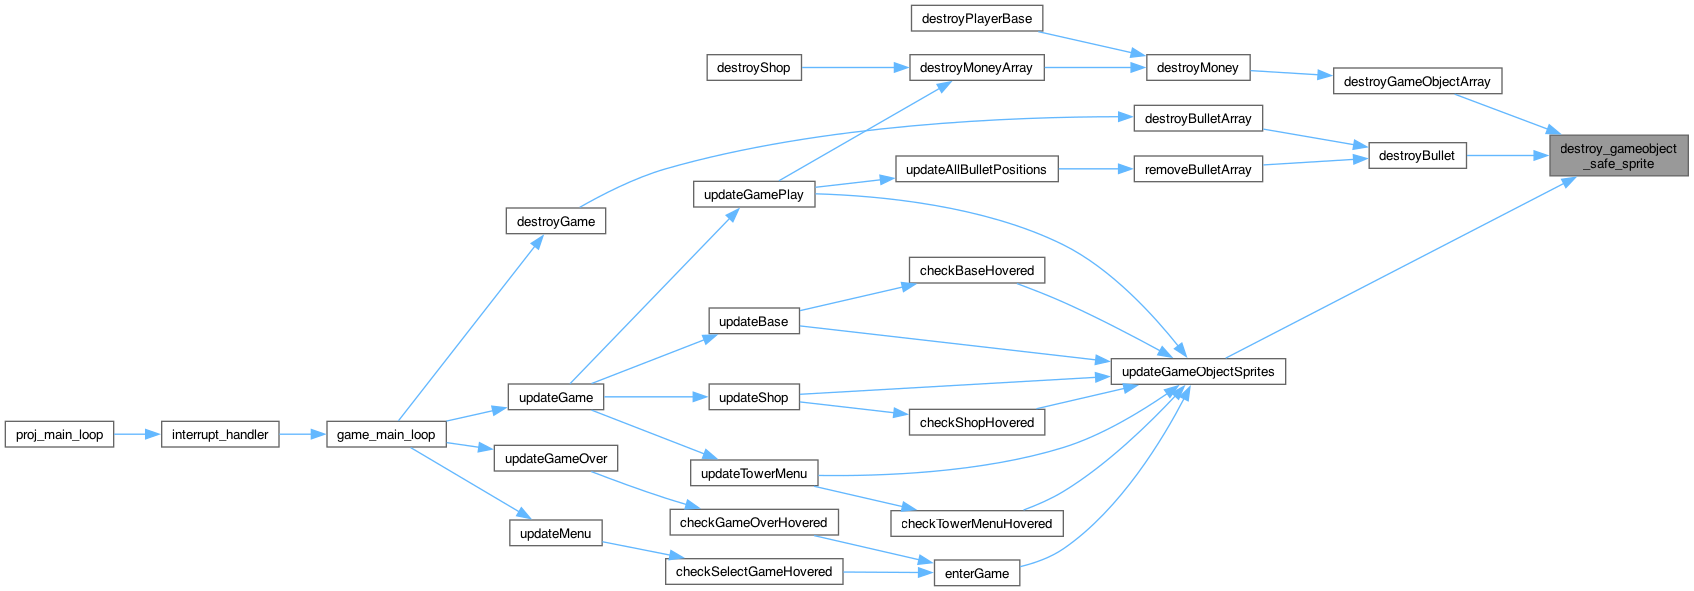 destroyPlayerBase
destroyShop
destroyMoneyArray
destroyMoney
destroyGameObjectArray
destroyBulletArray
destroy_gameobject
_safe_sprite
destroyBullet
updateAllBulletPositions
removeBulletArray
updateGamePlay
destroyGame
checkBaseHovered
updateBase
updateGameObjectSprites
updateGame
updateShop
checkShopHovered
proj_main_loop
interrupt_handler
game_main_loop
updateGameOver
updateTowerMenu
checkGameOverHovered
checkTowerMenuHovered
updateMenu
checkSelectGameHovered
enterGame